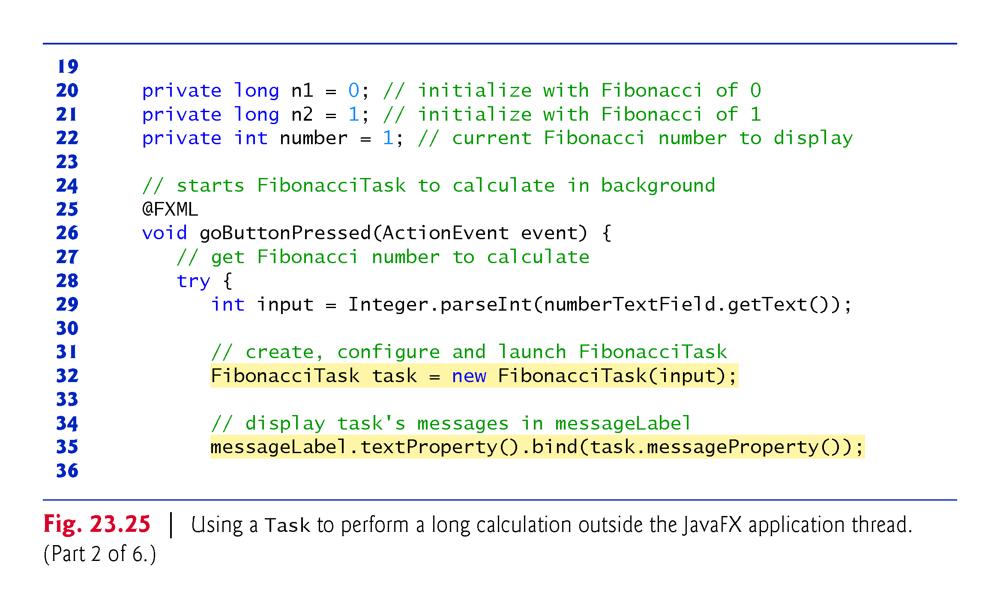 19
20 private long n1 = 0; // initialize with Fibonacci of 0
21 private long n2 = 1; // initialize with Fibonacci of 1
22 private int number = 1; // current Fibonacci number to display
23
24 // starts FibonacciTask to calculate in background
25 @FXML
26 void goButtonPressed(ActionEvent event) {
27 // get Fibonacci number to calculate
28 try {
29 int input = Integer.parseInt(numberTextField.getText());
30
31 // create, configure and launch FibonacciTask
32 FibonacciTask task = new FibonacciTask(input);
33
34 // display task's messages in messageLabel
35 messageLabel.textProperty().bind(task.messageProperty());
36
Fig. 23.25 | Using a Task to perform a long calculation outside the JavaFX application thread.
(Part 2 of 6.)